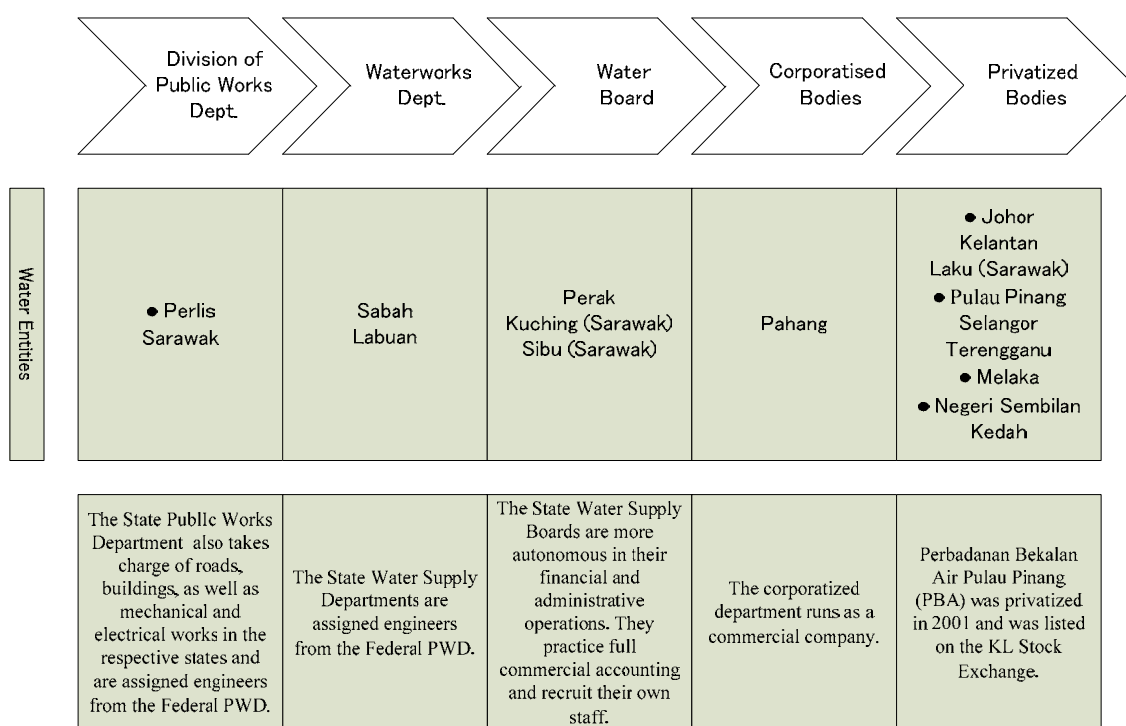 Division of
Public Works
Dept.
Waterworks
Dept.
Water
Board
Corporatised
Bodies
Privatized
Bodies
Water Entities
● Perlis
Sarawak
Sabah
Labuan
Perak
Kuching (Sarawak)
Sibu (Sarawak)
Pahang
● Johor
Kelantan
Laku (Sarawak)
● Pulau Pinang
Selangor
Terengganu
● Melaka
● Negeri Sembilan
Kedah
The State Public Works
Department also takes
charge of roads,
buildings, as well as
mechanical and
electrical works in the
respective states and
are assigned engineers
from the Federal PWD.
The State Water Supply
Departments are
assigned engineers
from the Federal PWD.
The State Water Supply
Boards are more
autonomous in their
financial and
administrative
operations. They
practice full
commercial accounting
and recruit their own
staff.
The corporatized
department runs as a
commercial company.
Perbadanan Bekalan
Air Pulau Pinang
(PBA) was privatized
in 2001 and was listed
on the KL Stock
Exchange.